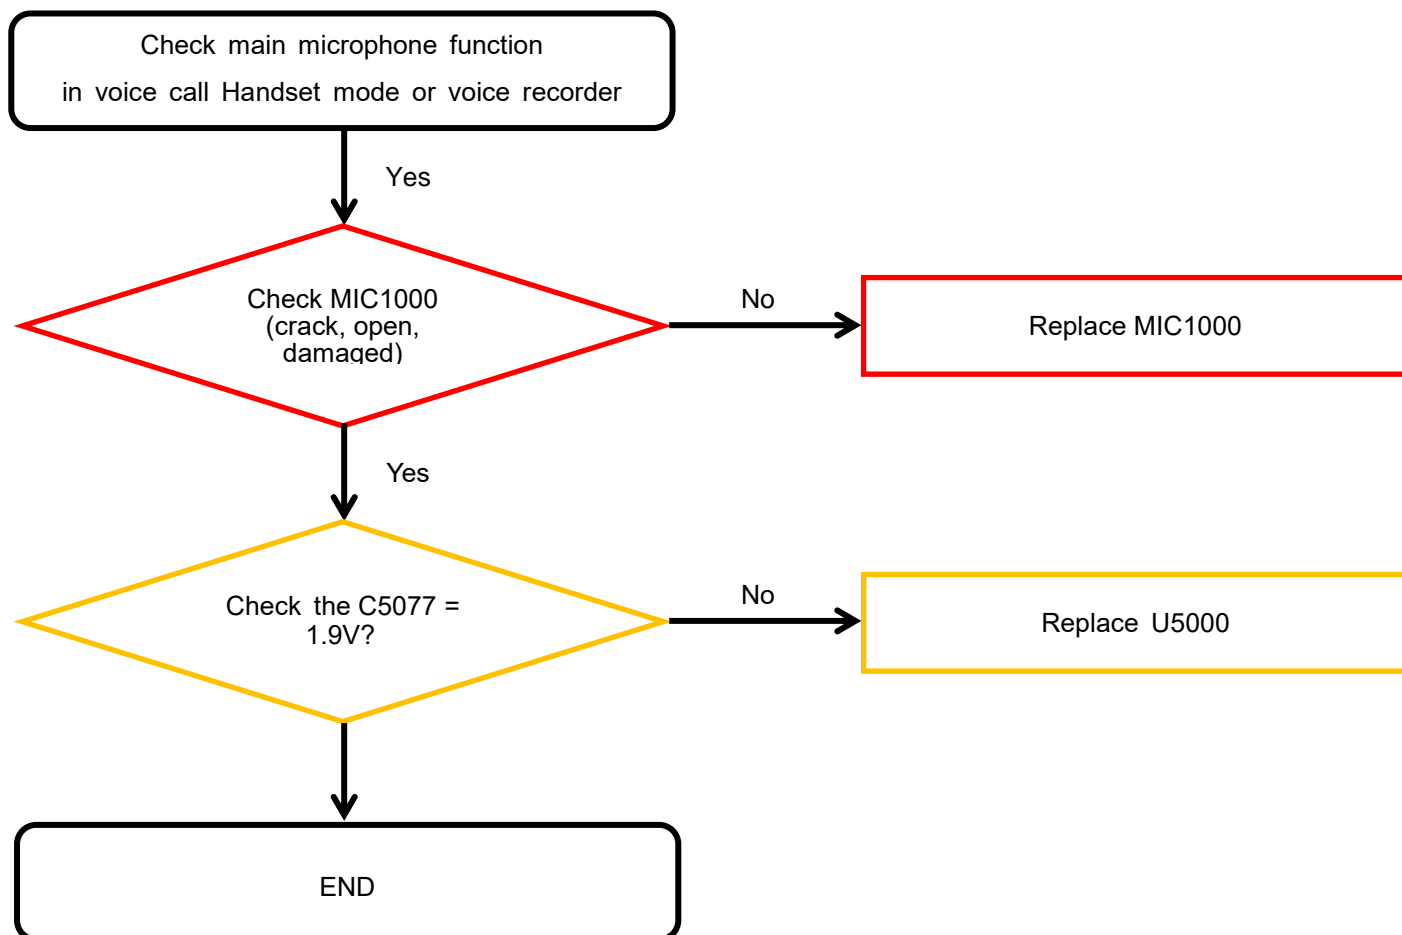 Check main microphone function
in voice call Handset mode or voice recorder
Yes
Check MIC1000
(crack, open,
damaged)
No
Replace MIC1000
Yes
Check the C5077 =
1.9V?
No
Replace U5000
END